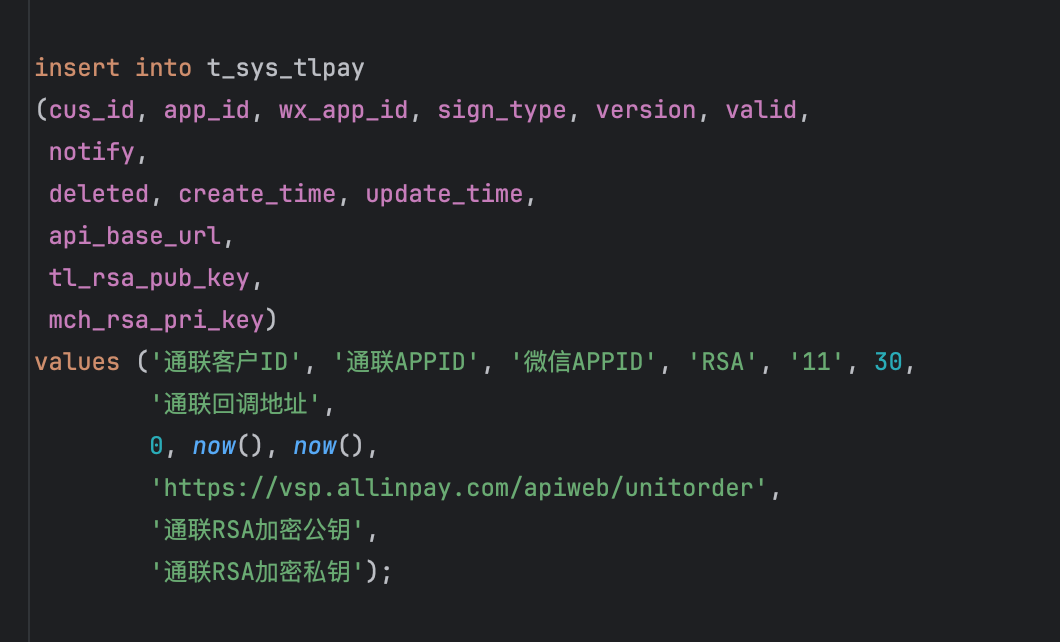 insert into t_sys_tlpay
(cus_id, app_id, wx_app_id, sign_type, version, valid,
notify,
deleted, create_time, update_time,
api_base_url,
tl_rsa_pub_key,
mch_rsa_pri_key)
values ('通联客户ID', '通联APPID', '微信APPID', 'RSA', '11', 30,
'通联回调地址',
0, now(), now(),
'https://vsp.allinpay.com/apiweb/unitorder',
'通联RSA加密公钥',
'通联RSA加密私钥');